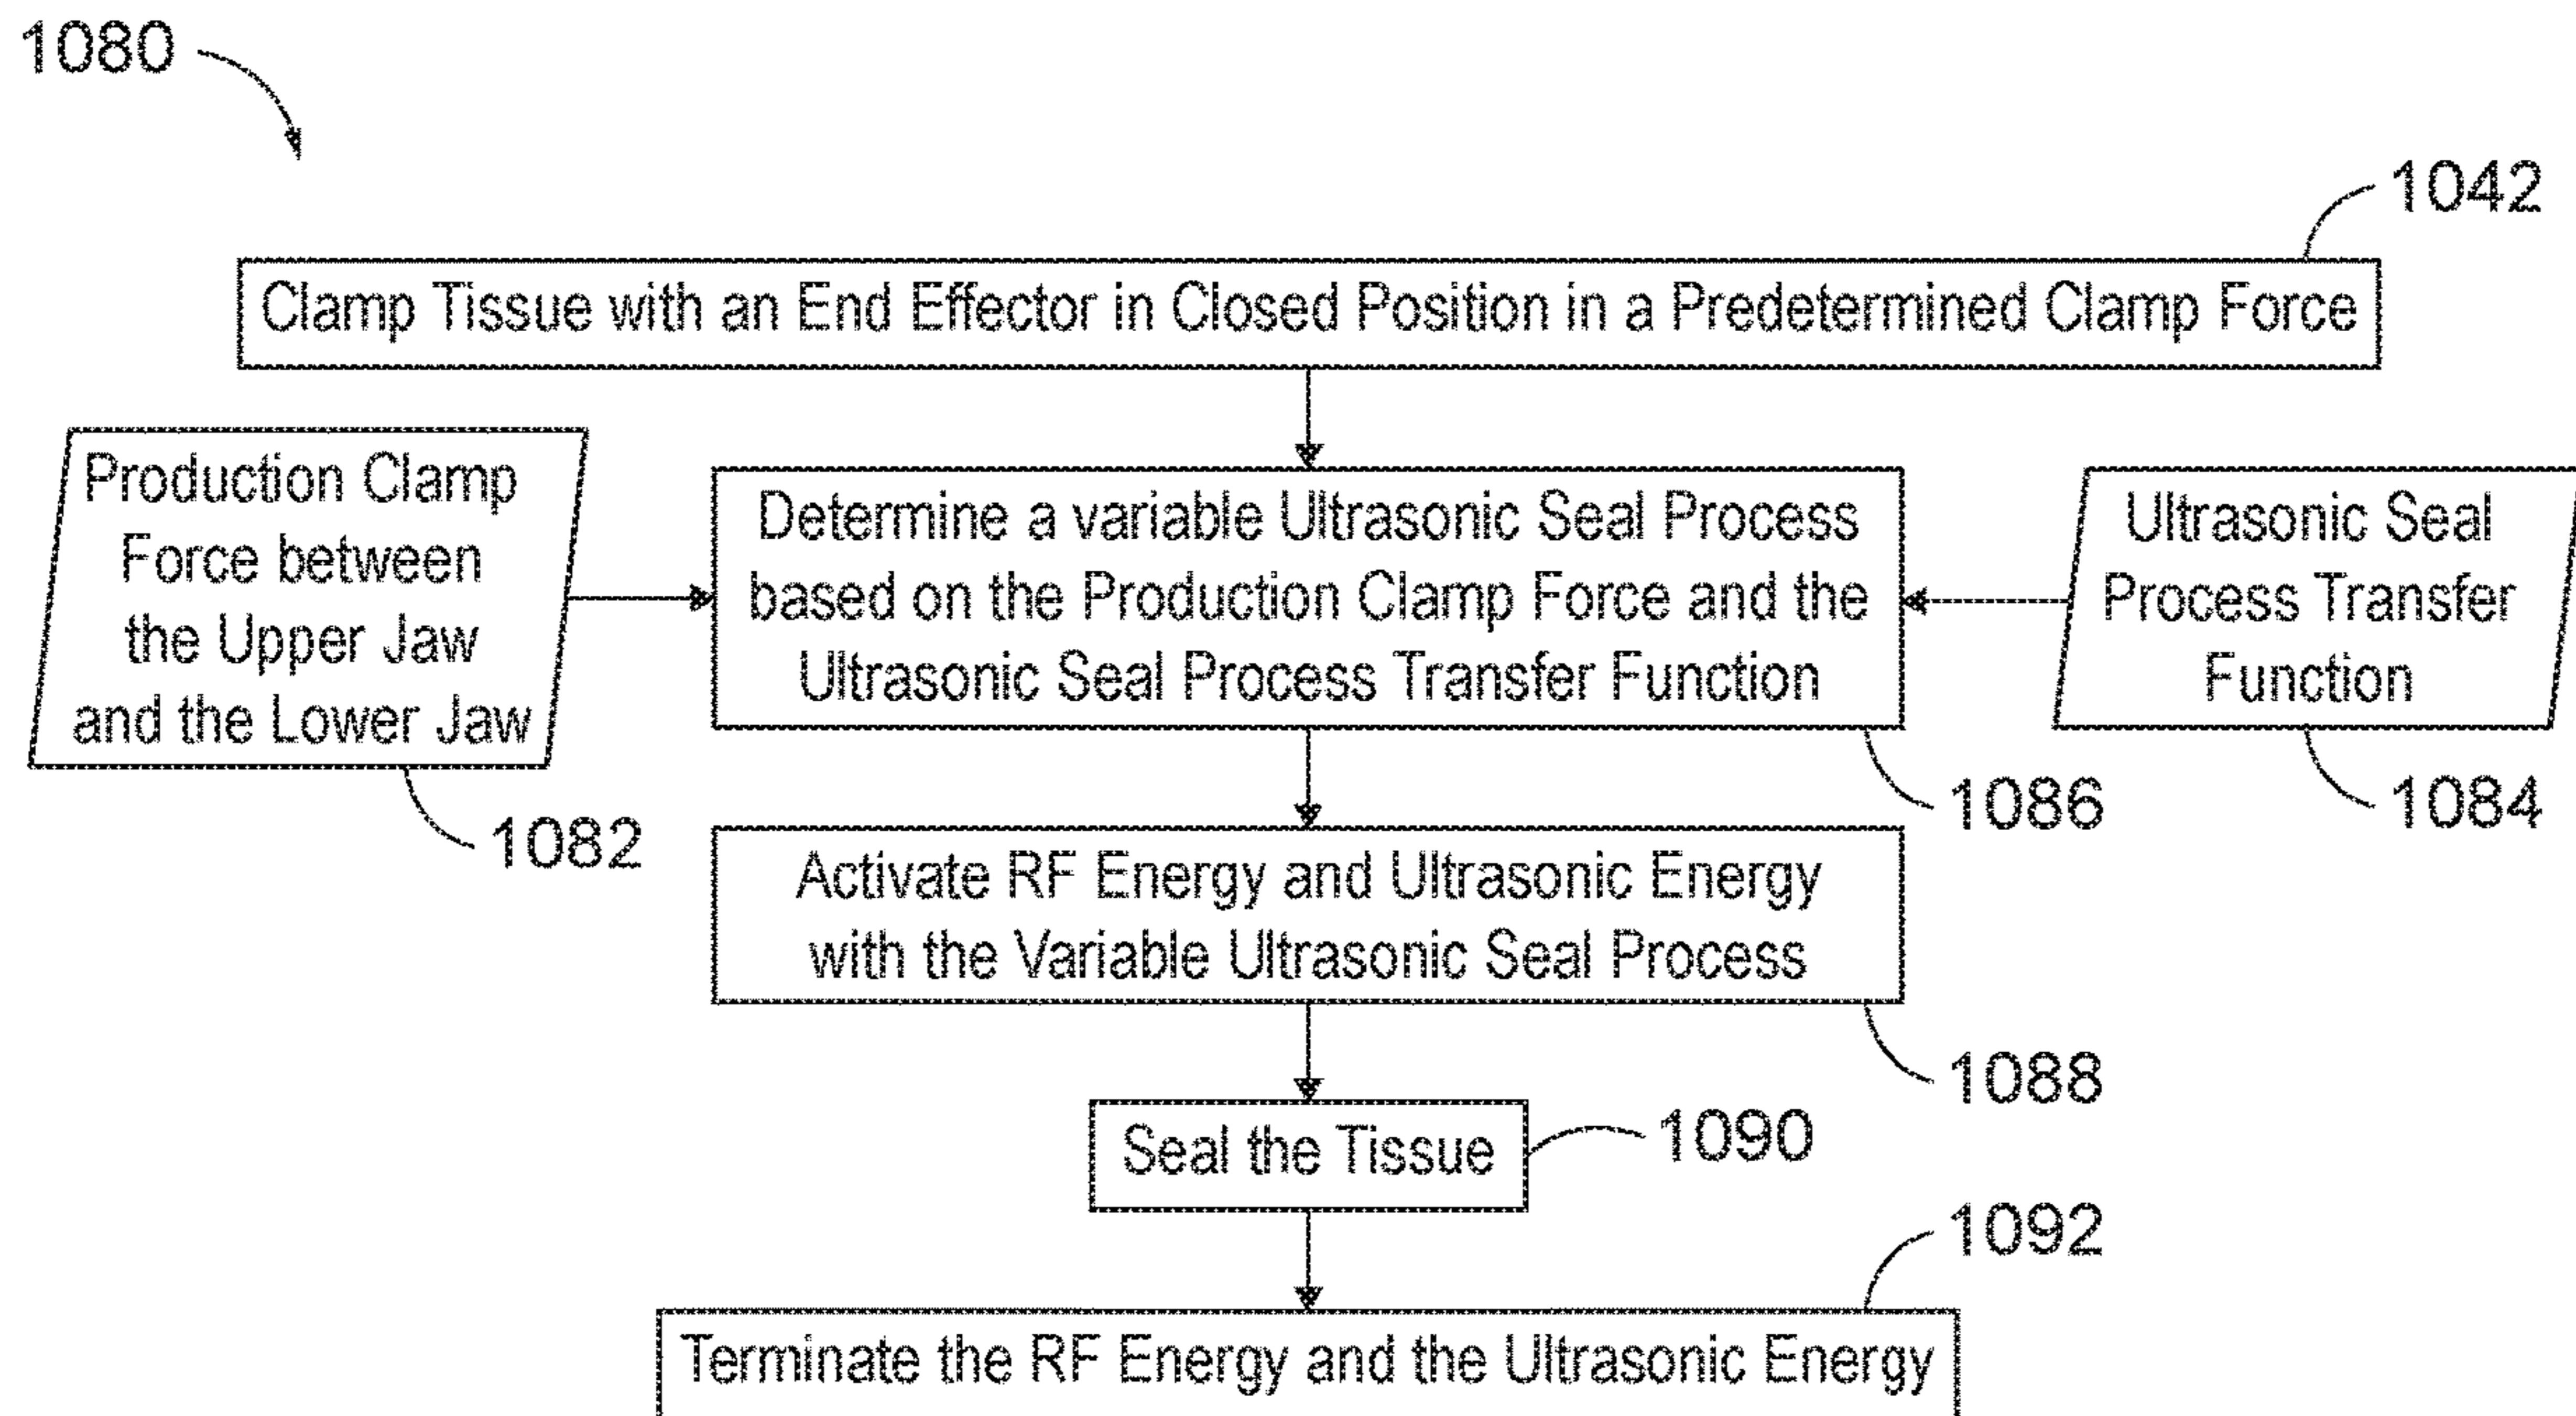 1080
1042
Clamp Tissue with an End Effector in Closed Position in a Predetermined Clamp Force
Production Clamp
Force between
the Upper Jaw
and the Lower Jaw
1082
Determine a variable Ultrasonic Seal Process
based on the Production Clamp Force and the
Ultrasonic Seal Process Transfer Function
1086
Ultrasonic Seal
Process Transfer
Function
1084
Activate RF Energy and Ultrasonic Energy
with the Variable Ultrasonic Seal Process
1088
Seal the Tissue
1090
1092
Terminate the RF Energy and the Ultrasonic Energy